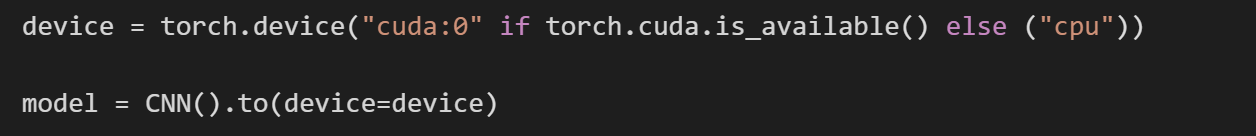 device = torch.device("cuda:0" if torch.cuda.is_available() else ("cpu"))
model = CNN().to(device=device)